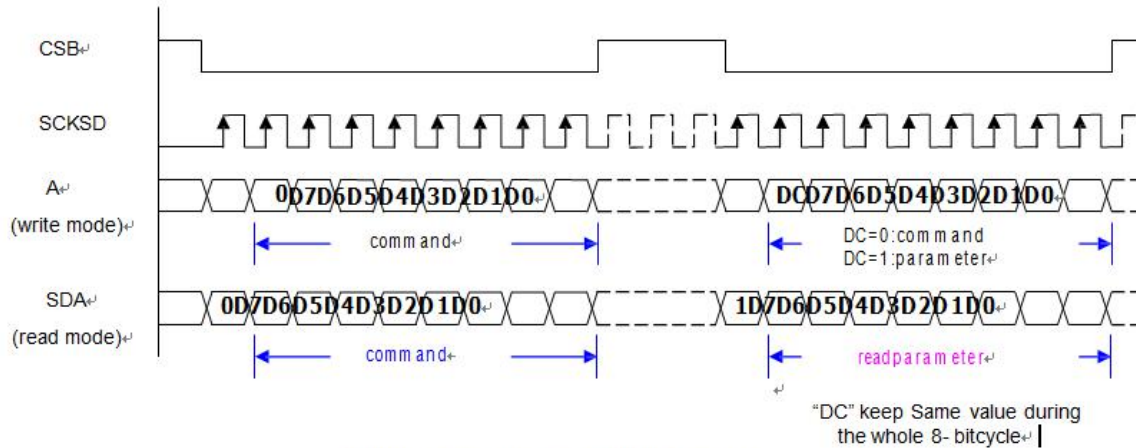 CSB
SCKSD
A
(write mode)
0D7D6D5D4D3D2D1D0
DCD7D6D5D4D3D2D1D0
command
DC=0:command
DC=1:parameter
SDA
(read mode)
0D7D6D5D4D3D2D1D0
1D7D6D5D4D3D2D1D0
command
readparameter
“DC” keep Same value during
the whole 8- bitcycle